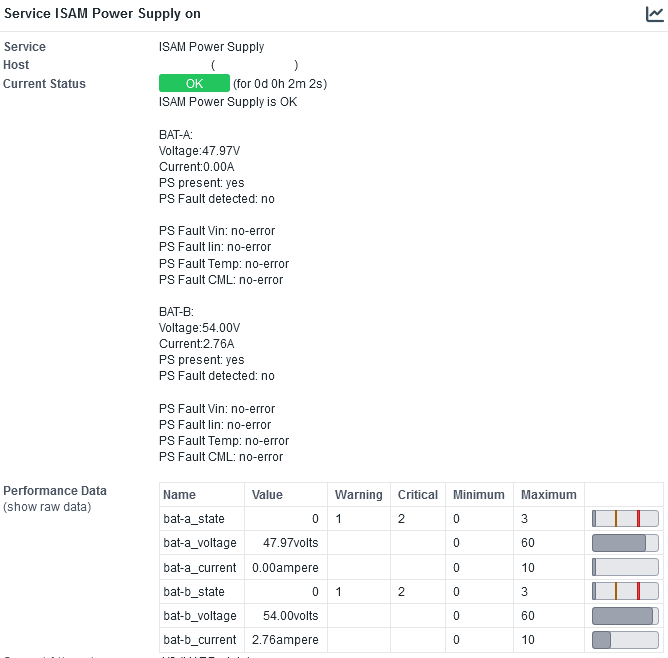 Service ISAM Power Supply on
Service ISAM Power Supply
Host ( )
Current Status OK (for 0d 0h 2m 2s)
ISAM Power Supply is OK
BAT-A:
Voltage:47.97V
Current:0.00A
PS present: yes
PS Fault detected: no
PS Fault Vin: no-error
PS Fault Iin: no-error
PS Fault Temp: no-error
PS Fault CML: no-error
BAT-B:
Voltage:54.00V
Current:2.76A
PS present: yes
PS Fault detected: no
PS Fault Vin: no-error
PS Fault Iin: no-error
PS Fault Temp: no-error
PS Fault CML: no-error
Performance Data
(show raw data)
Name Value Warning Critical Minimum Maximum
bat-a_state 0 1 2 0 3
bat-a_voltage 47.97volts 0 60
bat-a_current 0.00ampere 0 10
bat-b_state 0 1 2 0 3
bat-b_voltage 54.00volts 0 60
bat-b_current 2.76ampere 0 10